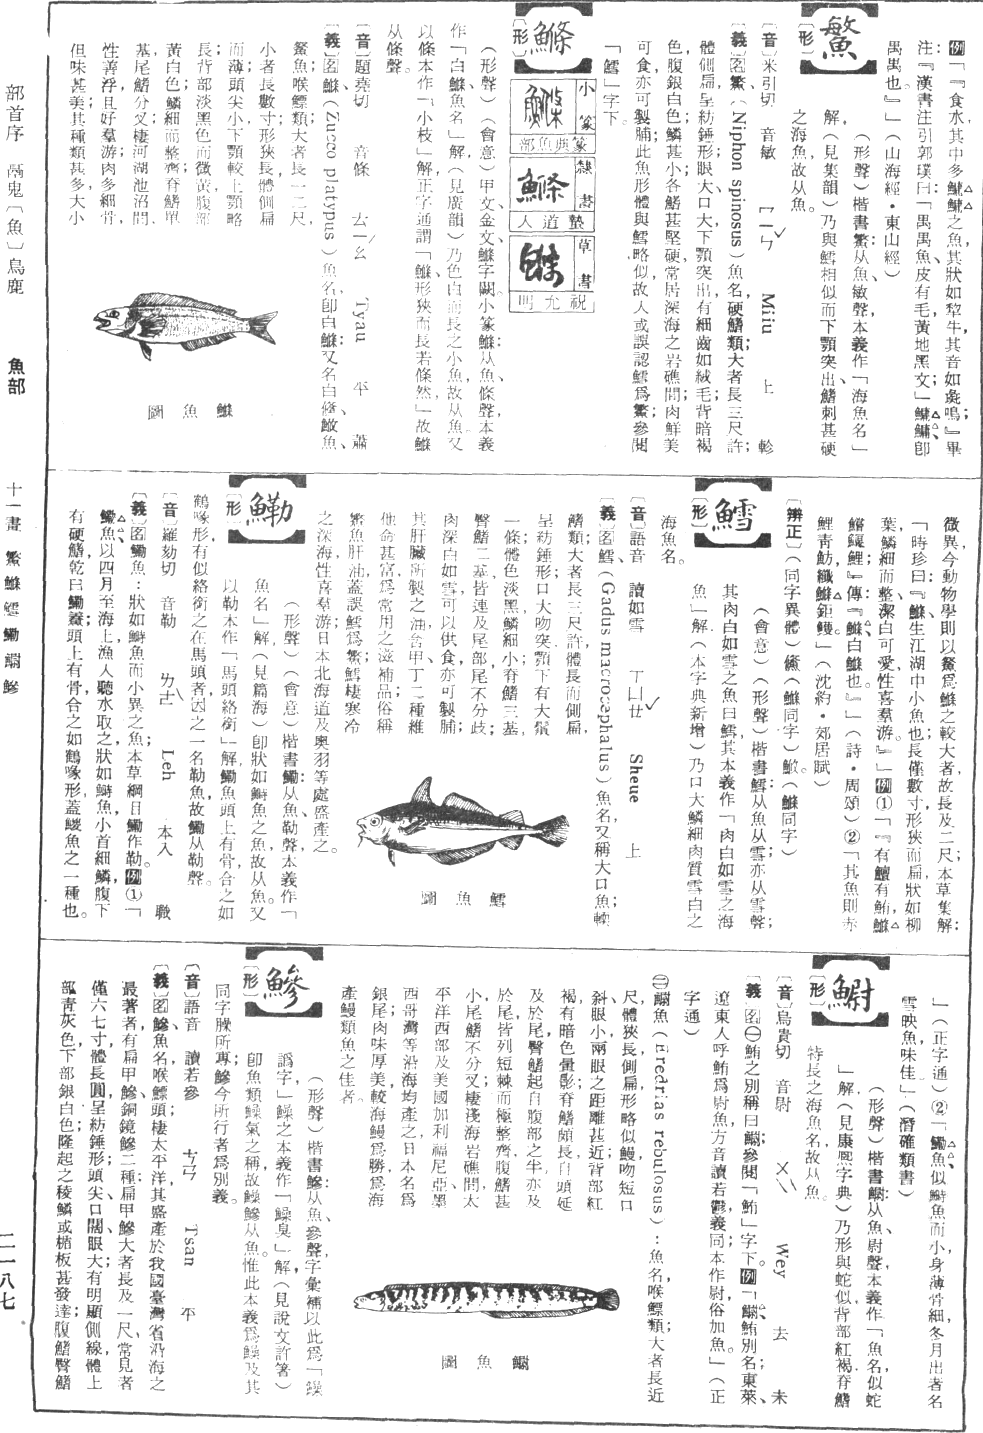 例「『食水,其中多鱅鱅之魚,其狀如犂牛,其音如彘鳴。』畢
注:『漢書注引郭璞曰:「禺禺魚,皮有毛,黃地黑文;」鱅鱅即
禺禺也。』」(山海經・東山經)
䲄
〔形〕
(形聲)楷書䲄:从魚、敏聲,本義作「海魚名」
解(見集韻)乃與鱈相似而下顎突出、鰭刺甚硬
之海魚,故从魚。
〔音〕米引切 音敏 ㄇㄧㄣˇ Miiu 上 軫
〔義〕名䲄(Niphon spinosus)魚名,硬鰭類,大者長三尺許,
體側扁,呈紡錘形,眼大、口大,下顎突出,有細齒如絨毛,背暗褐
色,腹銀白色,鱗甚小,各鰭甚堅硬,常居深海之岩礁間;肉鮮美
可食,亦可製脯;此魚形體與鱈略似,故人或誤認鱈爲䲄;參閱
「鱈」字下。
鰷
〔形〕
小篆
篆典魚部
隸書
蟄道人
草書
祝允明
(形聲)(會意)甲文、金文鰷字闕,小篆鰷:从魚、條聲,本義
作「白鰷,魚名」解(見廣韻)乃色白而長之小魚,故从魚。又
以條本作「小枝」解,正字通謂「鰷形狹而長若條然」故鰷
从條聲。
〔音〕題堯切 音條 ㄊㄧㄠˊ Tyau 平 蕭
〔義〕名鰷(Zacco platypus)魚名,卽白鰷;又名白鯈、䱗魚、
䰾魚,喉鰾類,大者長一二尺,
小者長數寸,形狹長,體側扁
而薄,頭尖小,下顎較上顎略
長;背部淡黑色而微黃,腹部
黃白色;鱗細而整齊,脊鰭單
基,尾鰭分叉;棲河湖池沼間,
性善浮,且好羣游;肉多細骨,
但味甚美;其種類甚多,大小
圖魚鰷
微異,今動物學則以䰾爲鰷之較大者,故長及二尺;本草集解:
「時珍曰:『鰷,生江湖中小魚也,長僅數寸,形狹而扁,狀如柳
葉,鱗細而整,潔白可愛,性喜羣游。』」例①「『有鱣有鮪,鰷
鱨鰋鯉。』傳:『鰷,白鰷也。』」(詩・周頌)②「其魚則赤
鯉青魴,纖鰷鉅鱯。」(沈約・郊居賦)
〔辨正〕(同字異體)鯈(鰷同字)䱗。(鰷同字)
鱈
〔形〕
(會意)(形聲)楷書鱈:从魚从雪,亦从雪聲,
其肉白如雪之魚曰鱈,其本義作「肉白如雪之海
魚」解(本字典新增)乃口大鱗細肉質雪白之
海魚名。
〔音〕語音 讀如雪 ㄒㄩㄝˇ Sheue 上
〔義〕名鱈(Gadus macrocephalus)魚名,又稱大口魚;輭
鰭類,大者長三尺許,體長而側扁,
呈紡錘形;口大吻突,顎下有大鬚
一條,體色淡黑,鱗細小,脊鰭三基,
臀鰭二基,皆連及尾部,尾不分歧;
肉深白如雪,可以供食,亦可製脯;
其肝臟所製之油,含甲、丁二種維
他命甚富,爲常用之滋補品,俗稱
䲄魚肝油,蓋誤鱈爲䲄;鱈棲寒冷
之深海,性喜羣游,日本北海道及奧羽等處盛產之。
圖魚鱈
鰳
〔形〕
(形聲)(會意)楷書鰳:从魚、勒聲,本義作「
魚名」解(見篇海)卽狀如鰣魚之魚,故从魚。又
以勒本作「馬頭絡銜」解,鰳魚頭上有骨,合之如
鶴喙形,有似絡銜之在馬頭者,因之一名勒魚,故鰳从勒聲。
〔音〕羅劾切 音勒 ㄌㄜˋ Leh 本入 職
〔義〕名鰳魚:狀如鰣魚而小異之魚,本草綱目鰳作勒。例①「
鰳魚以四月至海上,漁人聽水取之,狀如鰣魚,小首細鱗,腹下
有硬鰭,乾曰鰳鯗,頭上有骨,合之如鶴喙形,蓋鯼魚之一種也。
」(正字通)②「鰳魚似鰣魚而小,身薄骨細,冬月出者名
雪映魚,味佳」(潛確類書)
䲁
〔形〕
(形聲)楷書䲁:从魚、尉聲,本義作「魚名,似蛇
」解(見康熙字典)乃形與蛇似,背部紅褐,脊鰭
特長之海魚名,故从魚。
〔音〕烏貴切 音尉 ㄨㄟˋ Wey 去 未
〔義〕名㊀鮪之別稱曰䲁;參閱「鮪」字下。例「䲁,鮪別名;東萊、
遼東人呼鮪爲尉魚,方音讀若鬱,義同,本作尉,俗加魚。」(正
字通)
㊁䲁魚(Fredrias rebulosus):魚名,喉鰾類,大者長近
尺,體狹長,側扁,形略似鰻,吻短口
斜,眼小,兩眼之距離甚近;背部紅
褐,有暗色暈影;脊鰭頗長,自頭延
及於尾;臀鰭起自腹部之半,亦及
於尾,皆列短棘而極整齊;腹鰭甚
小,尾鰭不分叉;棲淺海岩礁間,太
平洋西部及美國加利福尼亞、墨
西哥灣等沿海均產之;日本名爲
銀尾;肉味厚美,較海鰻爲勝,爲海
產鰻類魚之佳者。
圖魚䲁
鰺
〔形〕
(形聲)楷書鰺:从魚、參聲,字彙補以此爲「鱢
譌字」鱢之本義作「鱢臭」解(見說文許箸)
卽魚類鱢氣之稱,故鱢鰺从魚。惟此本義爲鱢及其
同字臊所專,鰺今所行者爲別義。
〔音〕語音 讀若參 ㄘㄢ Tsan 平
〔義〕名鰺:魚名,喉鰾類,棲太平洋,其盛產於我國臺灣省沿海之
最著者有扁甲鰺、銅鏡鰺二種,扁甲鰺大者長及一尺,常見者
僅六七寸,體長圓,呈紡錘形,頭尖、口闊、眼大,有明顯側線,體上
部青灰色,下部銀白色;隆起之稜鱗或楯板甚發達;腹鰭、臀鰭
部首序 鬲鬼〔魚〕鳥鹿
魚部
十一畫 䲄鰷鱈鰳䲁鰺
二一八七